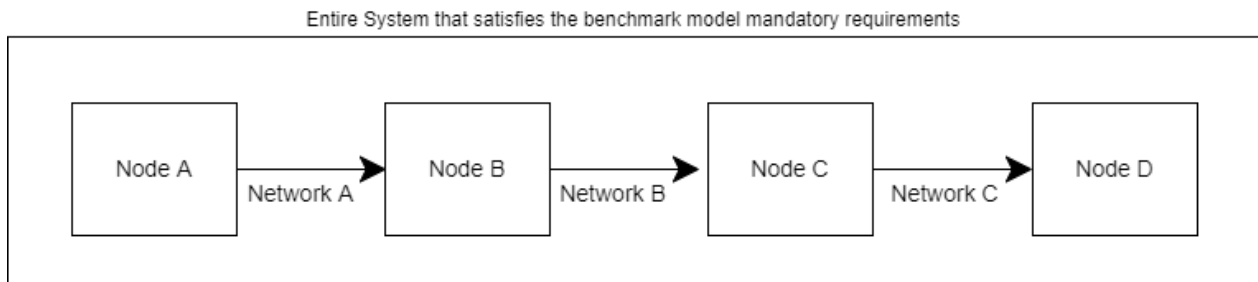 Entire System that satisfies the benchmark model mandatory requirements
Node A
Network A
Node B
Network B
Node C
Network C
Node D